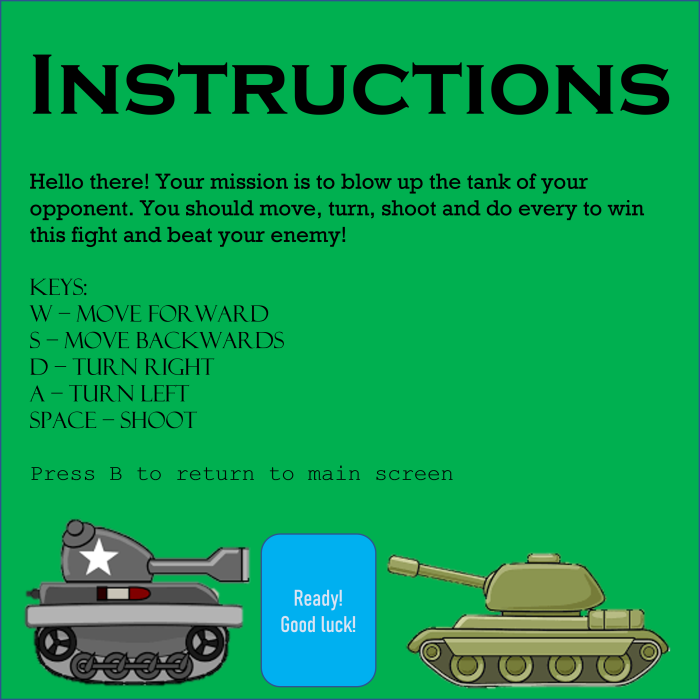 INSTRUCTIONS
Hello there! Your mission is to blow up the tank of your
opponent. You should move, turn, shoot and do every to win
this fight and beat your enemy!
KEYS:
W – MOVE FORWARD
S – MOVE BACKWARDS
D – TURN RIGHT
A – TURN LEFT
SPACE – SHOOT
Press B to return to main screen
Ready!
Good luck!